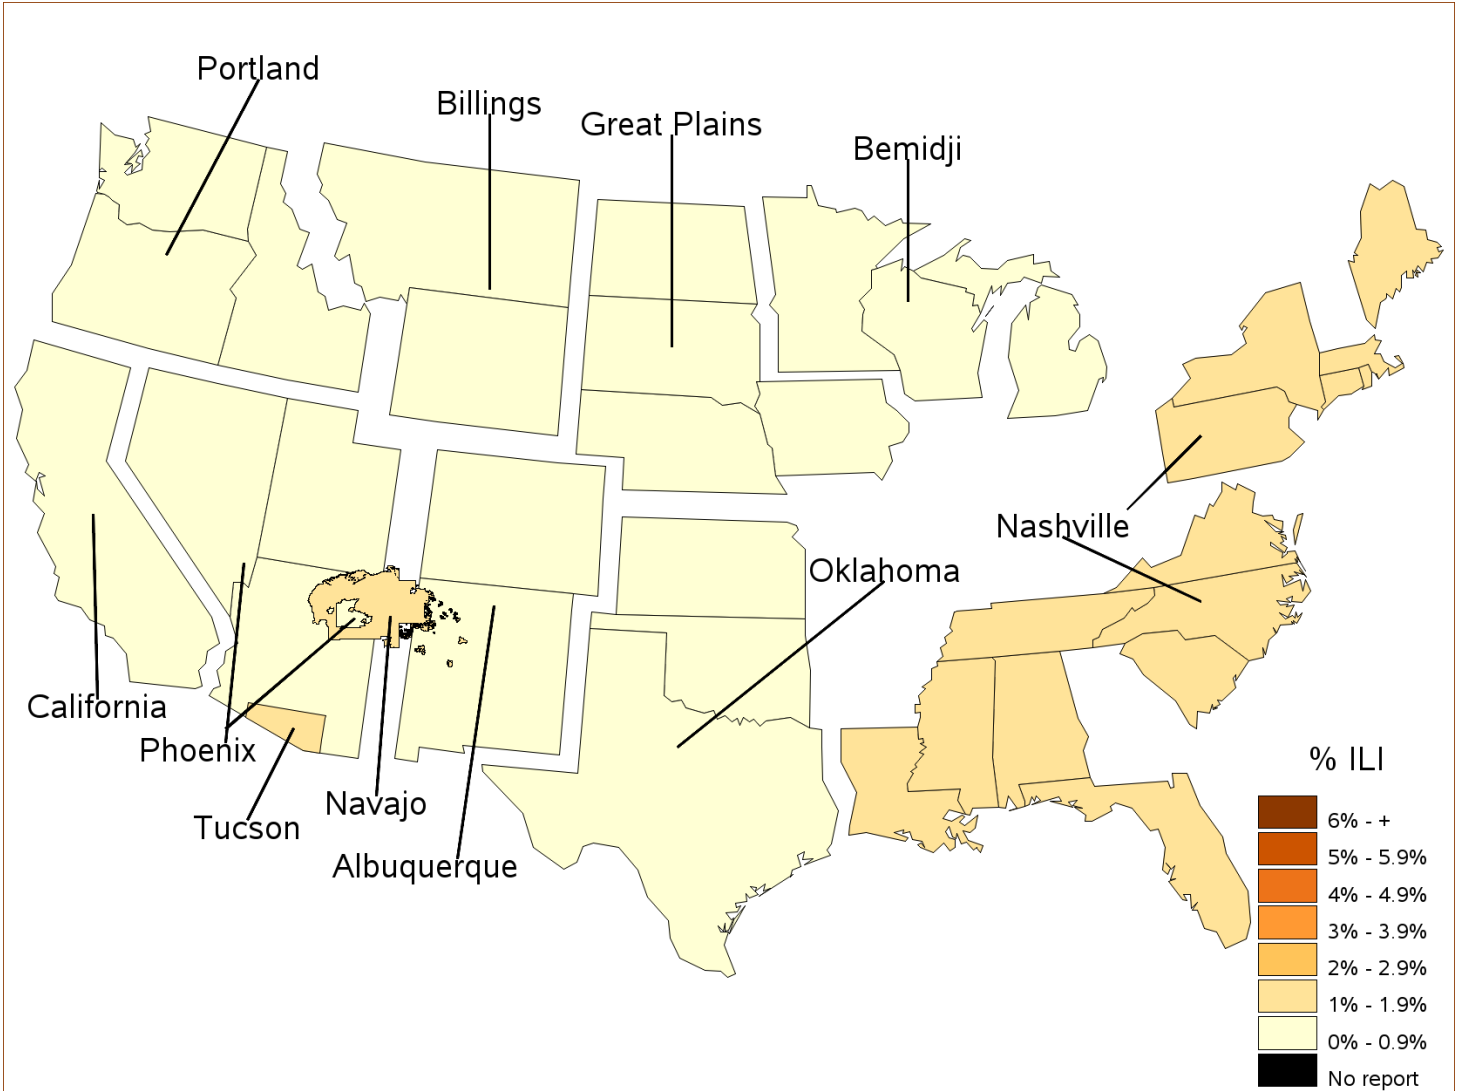 Portland
Billings
Great Plains
Bemidji
Nashville
Oklahoma
California
Phoenix
Navajo
Tucson
Albuquerque
% ILI
6% - +
5% - 5.9%
4% - 4.9%
3% - 3.9%
2% - 2.9%
1% - 1.9%
0% - 0.9%
No report